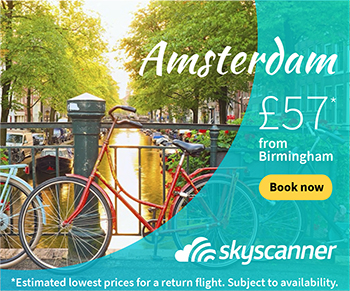 Amsterdam
£57*
from
Birmingham
Book now
skyscanner
*Estimated lowest prices for a return flight. Subject to availability.